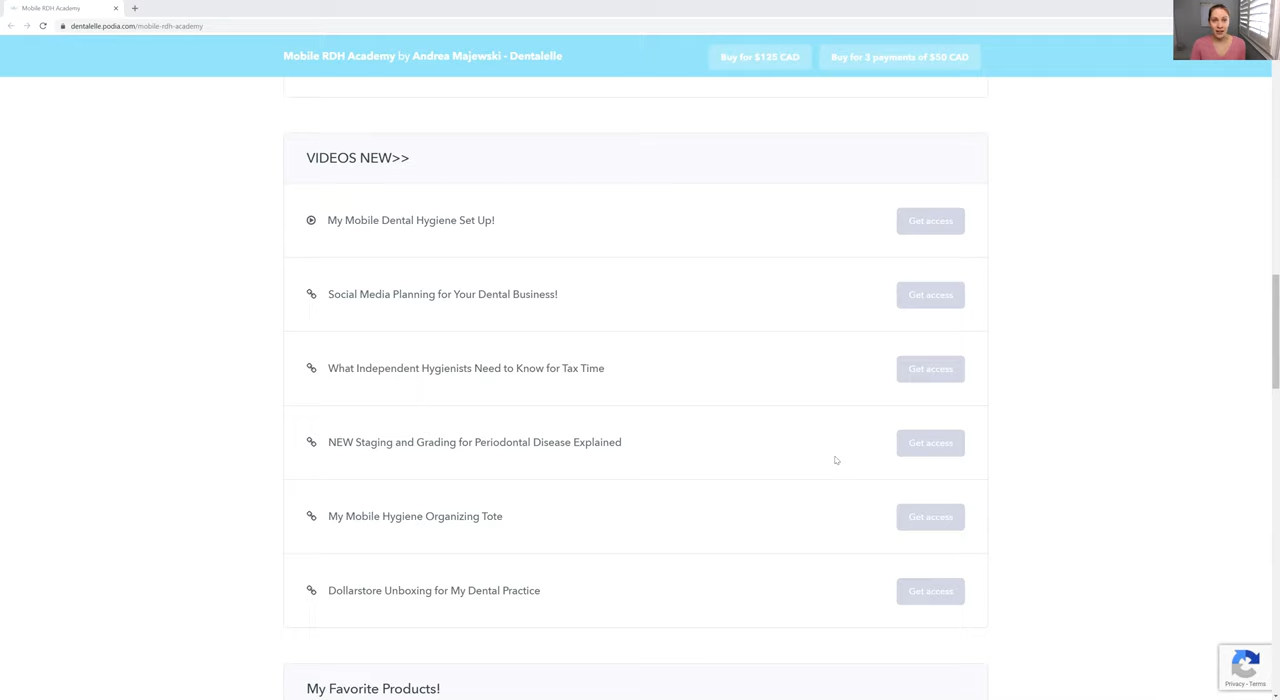 Mobile RDH Academy
dentalelle.podia.com/mobile-rdh-academy
Mobile RDH Academy by Andrea Majewski - Dentalelle
Buy for $125 CAD
Buy for 3 payments of $50 CAD
VIDEOS NEW>>
My Mobile Dental Hygiene Set Up!
Get access
Social Media Planning for Your Dental Business!
Get access
What Independent Hygienists Need to Know for Tax Time
Get access
NEW Staging and Grading for Periodontal Disease Explained
Get access
My Mobile Hygiene Organizing Tote
Get access
Dollarstore Unboxing for My Dental Practice
Get access
My Favorite Products!
Privacy - Terms